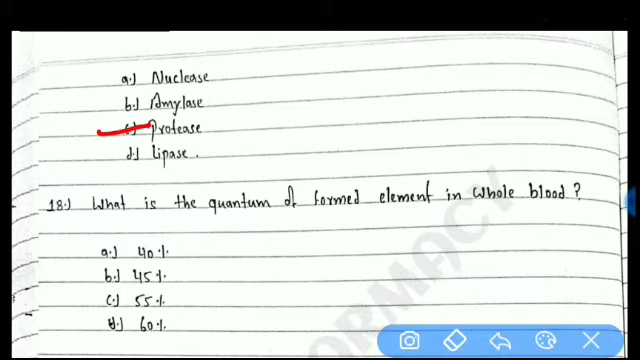 a.) Nuclease
b.) Amylase
c.) Protease
d.) Lipase.
18.) What is the quantum of formed element in whole blood?
a.) 40%
b.) 45%
c.) 55%
d.) 60%
ORMACY